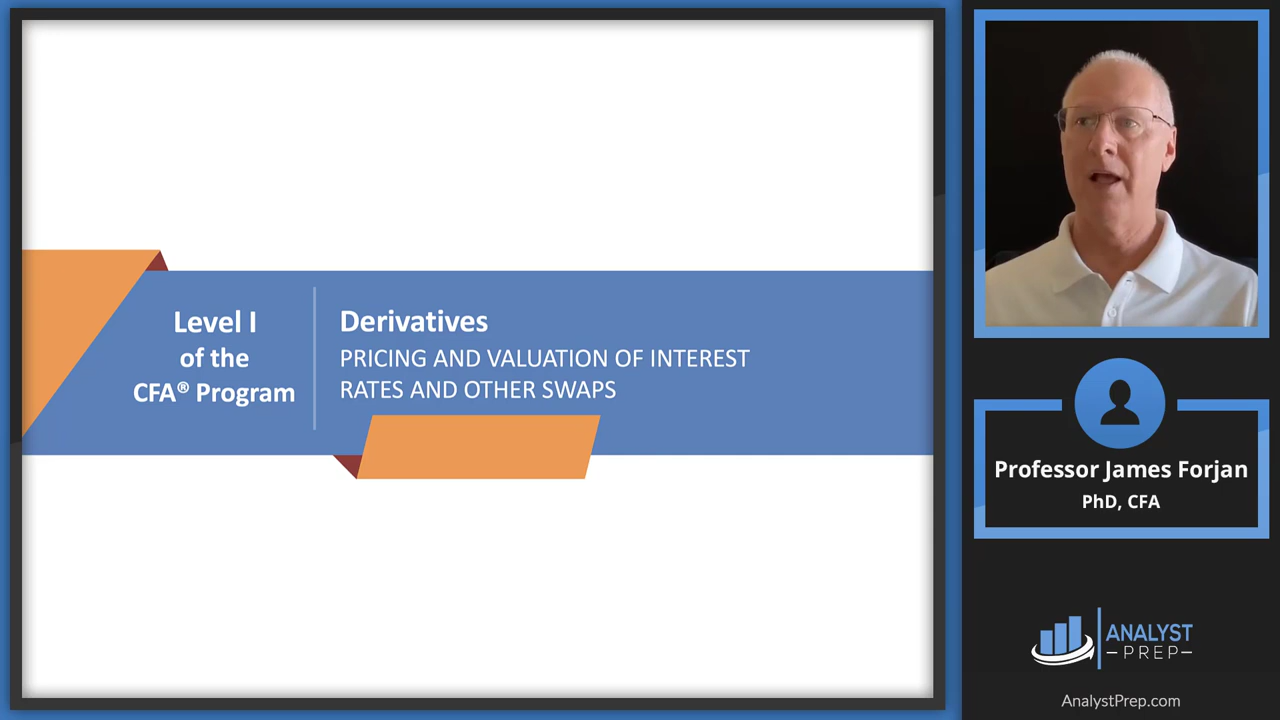 Level I
of the
CFA® Program
Derivatives
PRICING AND VALUATION OF INTEREST
RATES AND OTHER SWAPS
Professor James Forjan
PhD, CFA
ANALYST
PREP
AnalystPrep.com